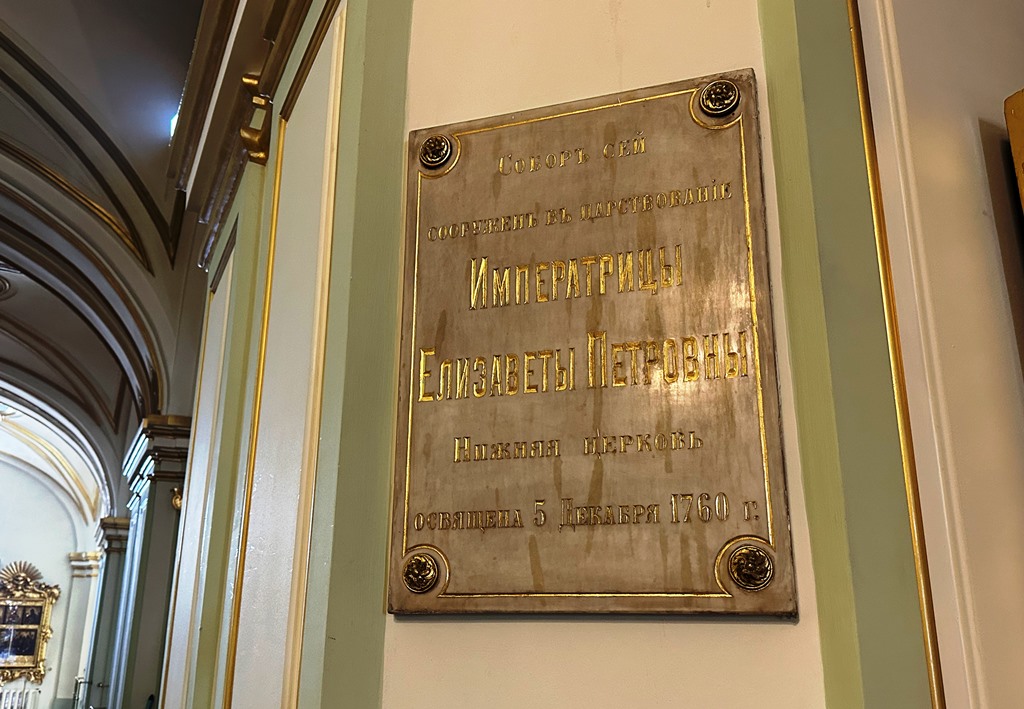 Соборъ сей
сооруженъ въ царствованіе
Императрицы
Елизаветы Петровны
Нижняя церковь
освящена 5 Декабря 1760 г.